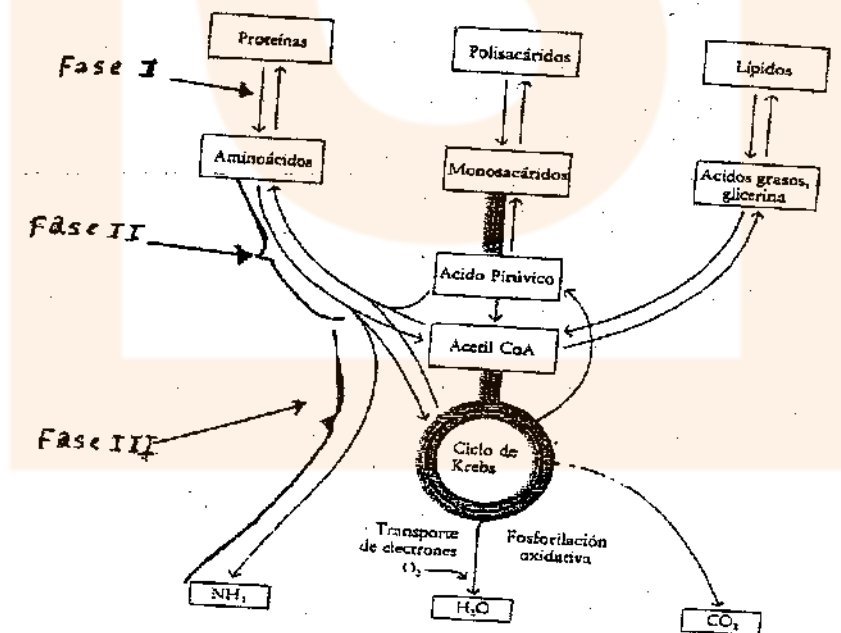 Proteínas
Polisacáridos
Lípidos
Fase I
Aminoácidos
Monosacáridos
Acidos grasos,
glicerina
Fase II
Acido Pirúvico
Acetil CoA
Fase III
Ciclo de
Krebs
Transporte
de electrones
O₂
Fosforilación
oxidativa
NH₃
H₂O
CO₂